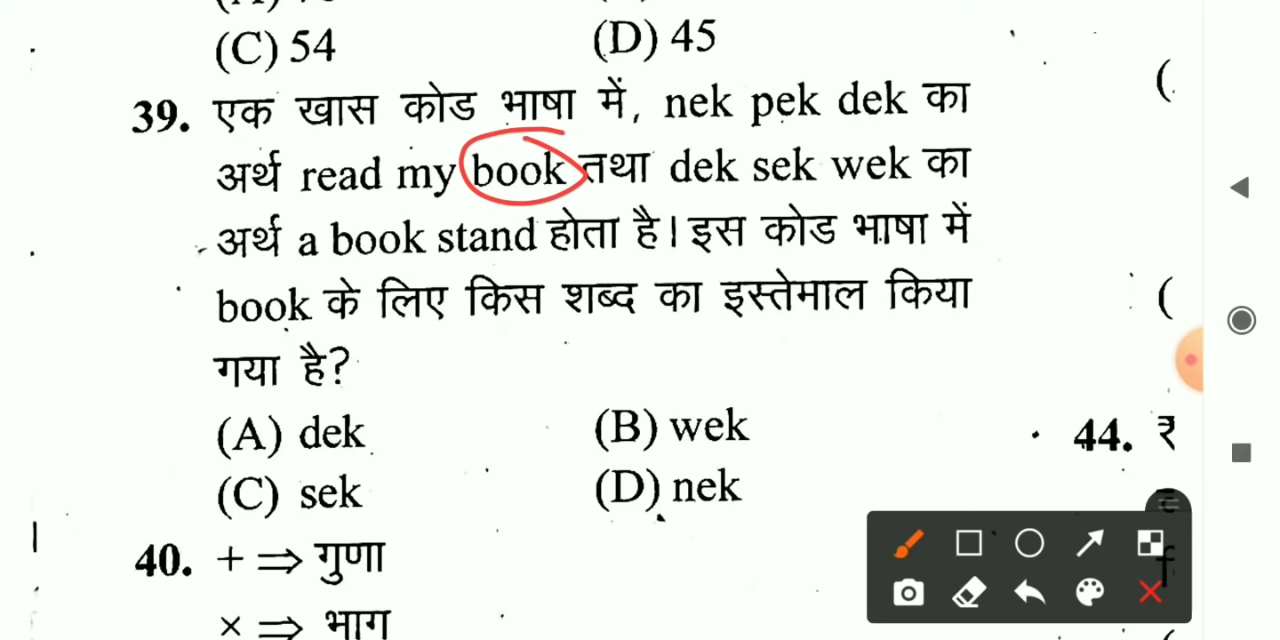 (C) 54 (D) 45
39. एक खास कोड भाषा में, nek pek dek का
अर्थ read my book तथा dek sek wek का
अर्थ a book stand होता है। इस कोड भाषा में
book के लिए किस शब्द का इस्तेमाल किया
गया है?
(A) dek (B) wek
(C) sek (D) nek
44. ₹
40. + ⇒ गुणा
× ⇒ भाग